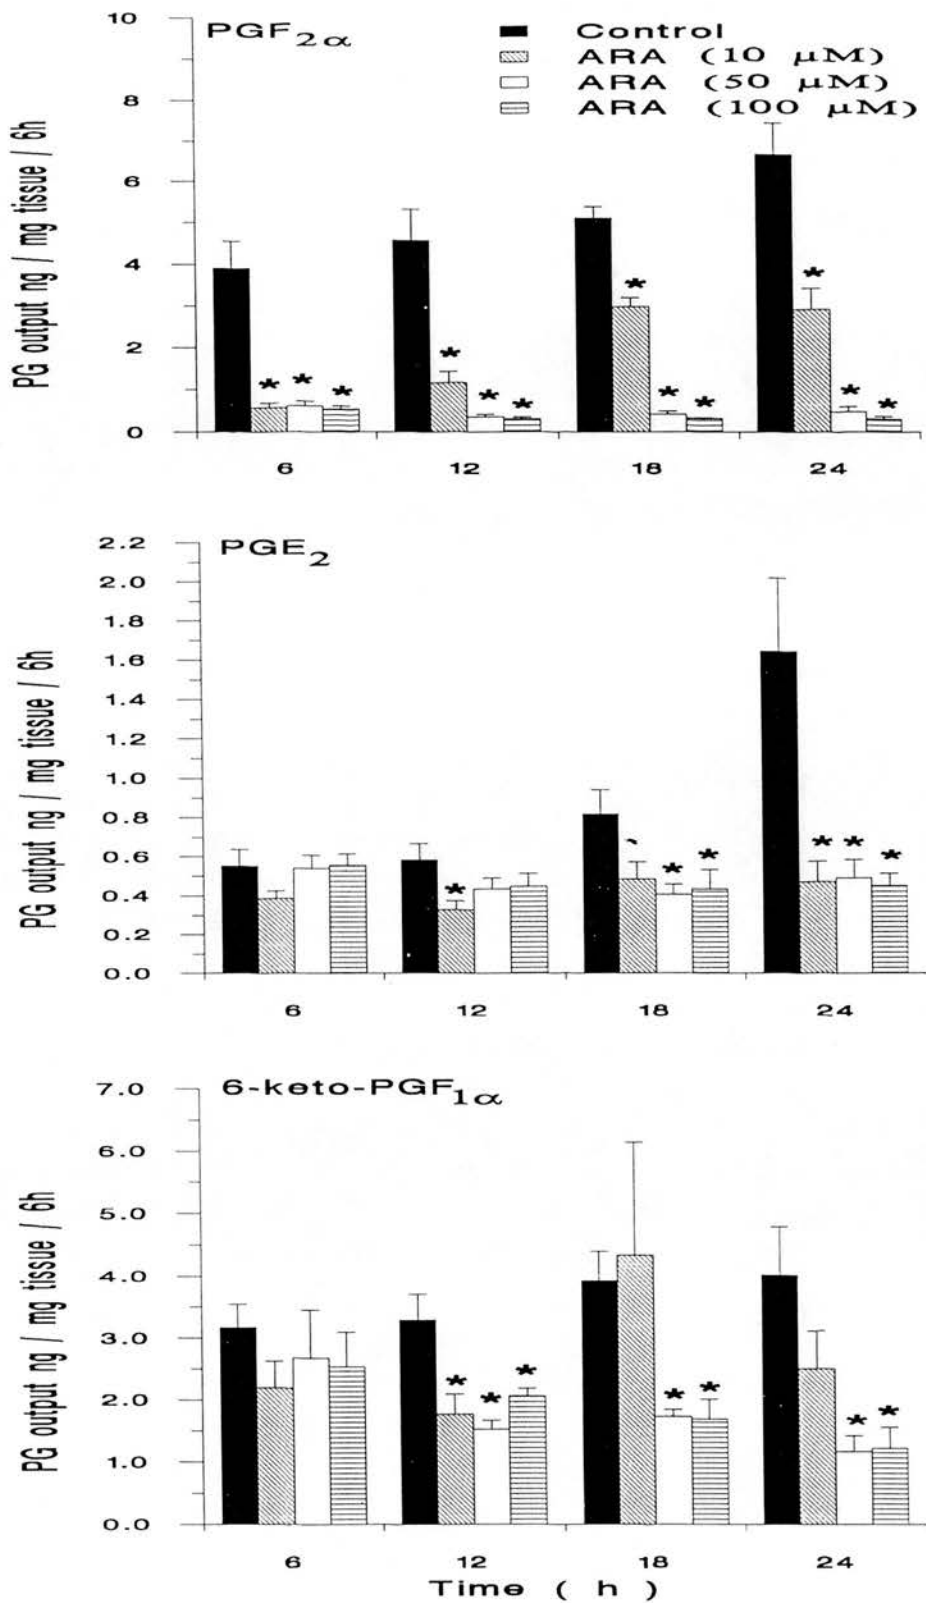 PGF2α
Control
ARA (10 μM)
ARA (50 μM)
ARA (100 μM)
PG output ng / mg tissue / 6h
10
8
6
4
2
0
* * * * * * * * * * * *
6 12 18 24
PGE2
PG output ng / mg tissue / 6h
2.2
2.0
1.8
1.6
1.4
1.2
1.0
0.8
0.6
0.4
0.2
0.0
* * * * * *
6 12 18 24
6-keto-PGF1α
PG output ng / mg tissue / 6h
7.0
6.0
5.0
4.0
3.0
2.0
1.0
0.0
* * * * * * *
6 12 18 24
Time ( h )